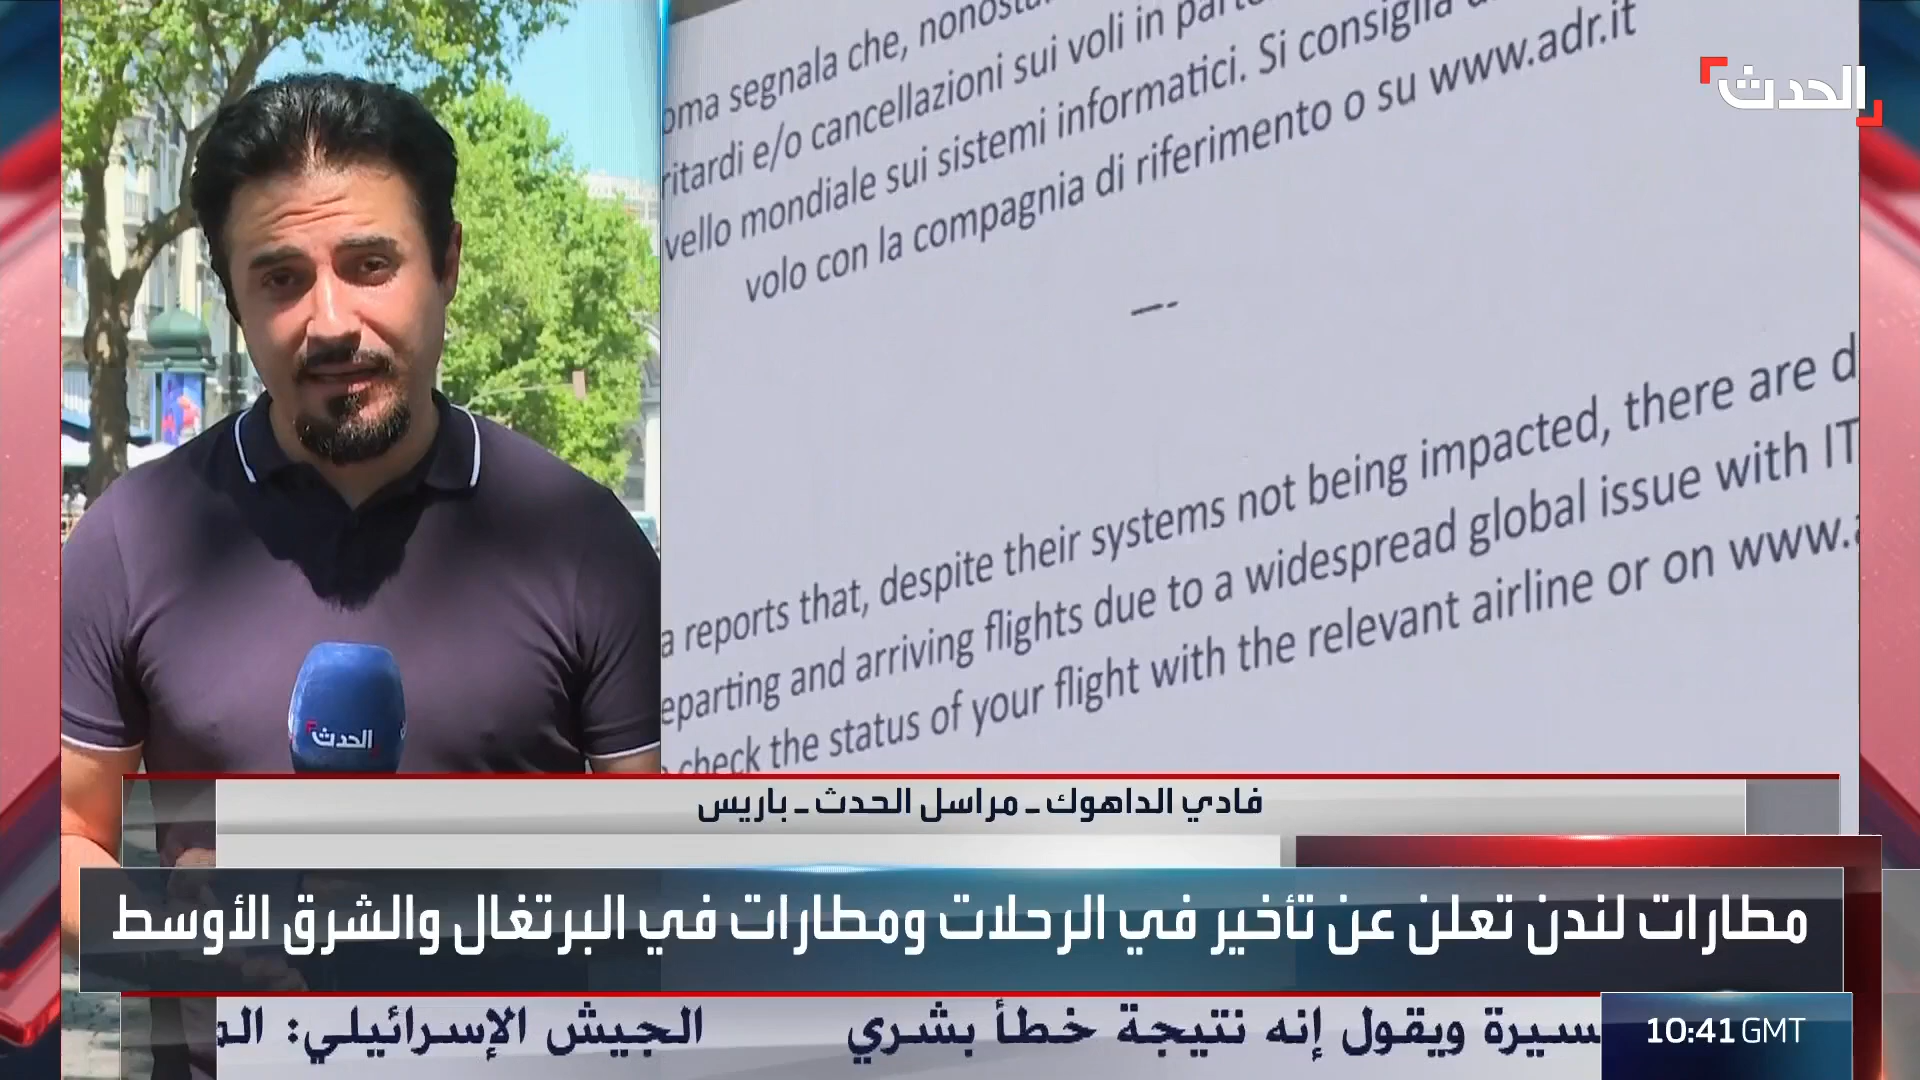 الحدث
oma segnala che,
ritardi e/o cancellazioni sui voli in
vello mondiale sui sistemi informatici. Si consiglia
volo con la compagnia di riferimento o su www.adr.it
—-
a reports that, despite their systems not being impacted, there are d
eparting and arriving flights due to a widespread global issue with IT
check the status of your flight with the relevant airline or on www.a
الحدث
فادي الداهوك - مراسل الحدث - باريس
مطارات لندن تعلن عن تأخير في الرحلات ومطارات في البرتغال والشرق الأوسط
سيرة ويقول إنه نتيجة خطأ بشري الجيش الإسرائيلي: الم
10:41 GMT